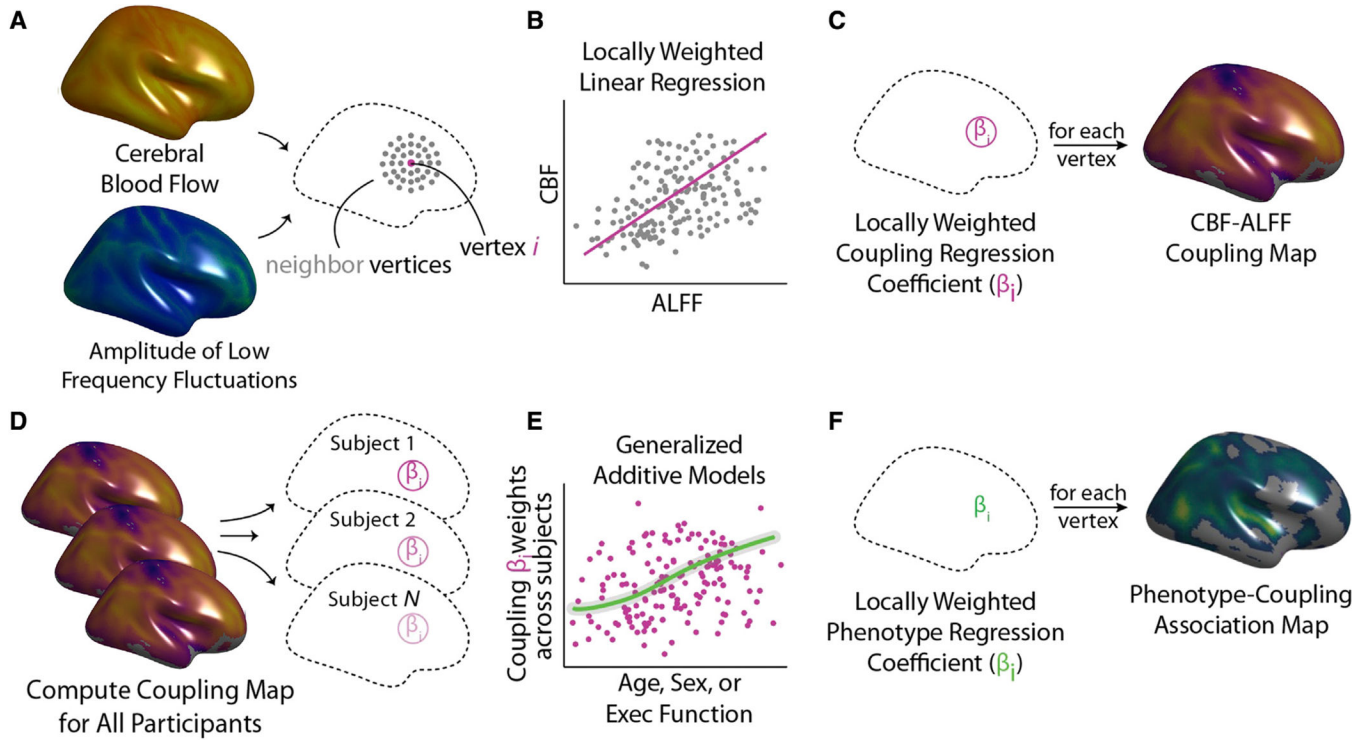 A
Cerebral
Blood Flow
Amplitude of Low
Frequency Fluctuations
neighbor vertices
vertex i
B
Locally Weighted
Linear Regression
CBF
ALFF
C
βi
for each
vertex
Locally Weighted
Coupling Regression
Coefficient (βi)
CBF-ALFF
Coupling Map
D
Subject 1
βi
Subject 2
βi
Subject N
βi
Compute Coupling Map
for All Participants
E
Generalized
Additive Models
Coupling βi weights
across subjects
Age, Sex, or
Exec Function
F
βi
for each
vertex
Locally Weighted
Phenotype Regression
Coefficient (βi)
Phenotype-Coupling
Association Map